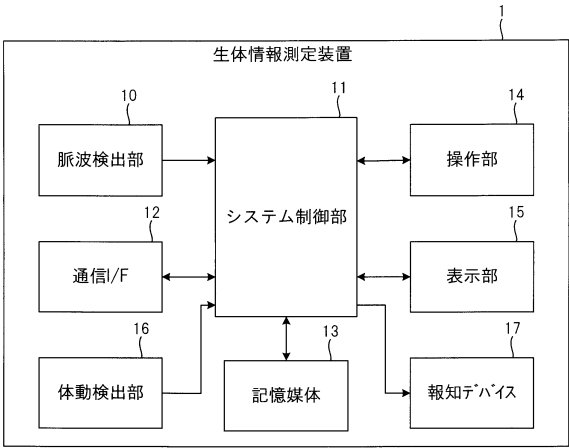 1
生体情報測定装置
10
11
14
脈波検出部
操作部
システム制御部
12
15
通信I/F
表示部
16
13
17
体動検出部
記憶媒体
報知ﾃﾞﾊﾞｲｽ